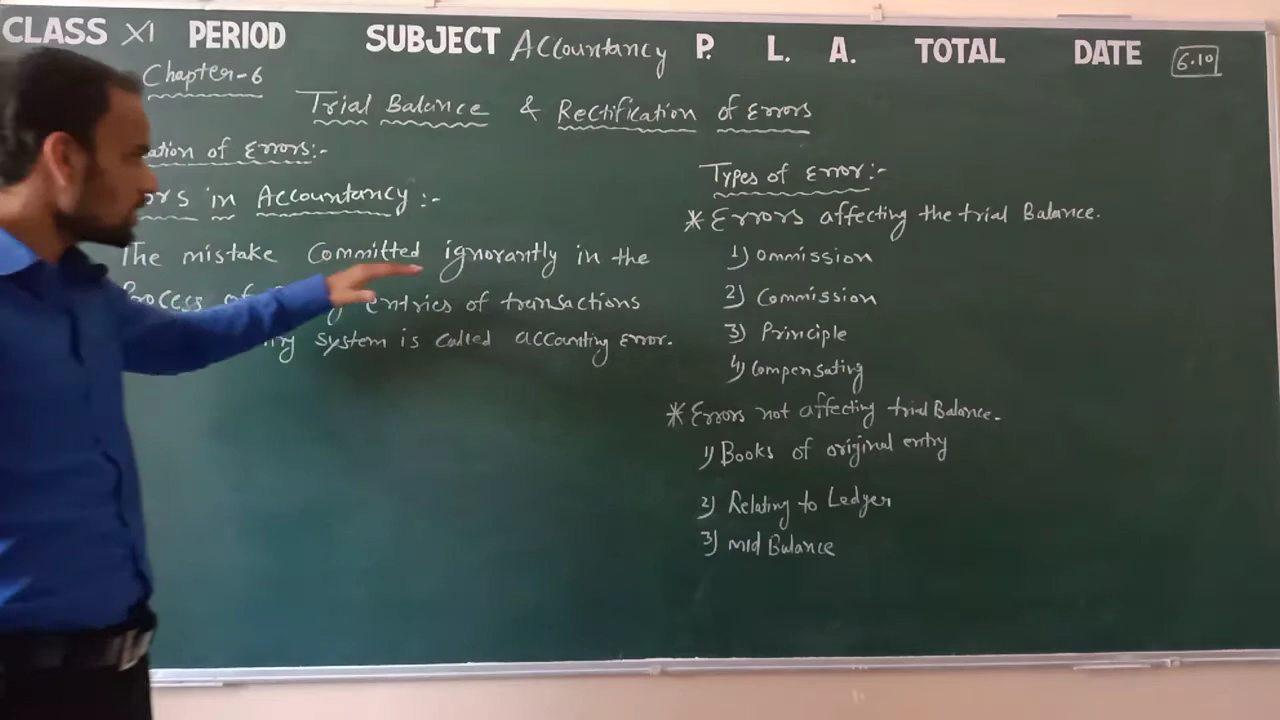 CLASS XI PERIOD SUBJECT Accountancy P. L. A. TOTAL DATE 6.10
Chapter-6
Trial Balance & Rectification of Errors
ation of Errors:-
ors in Accountancy:-
The mistake Committed ignorantly in the
Process of entries of transactions
system is called accounting error.
Types of Error:-
* Errors affecting the trial Balance.
1) Ommission
2) Commission
3) Principle
4) Compensating
* Errors not affecting trial Balance.
1) Books of original entry
2) Relating to Ledger
3) Mid Balance